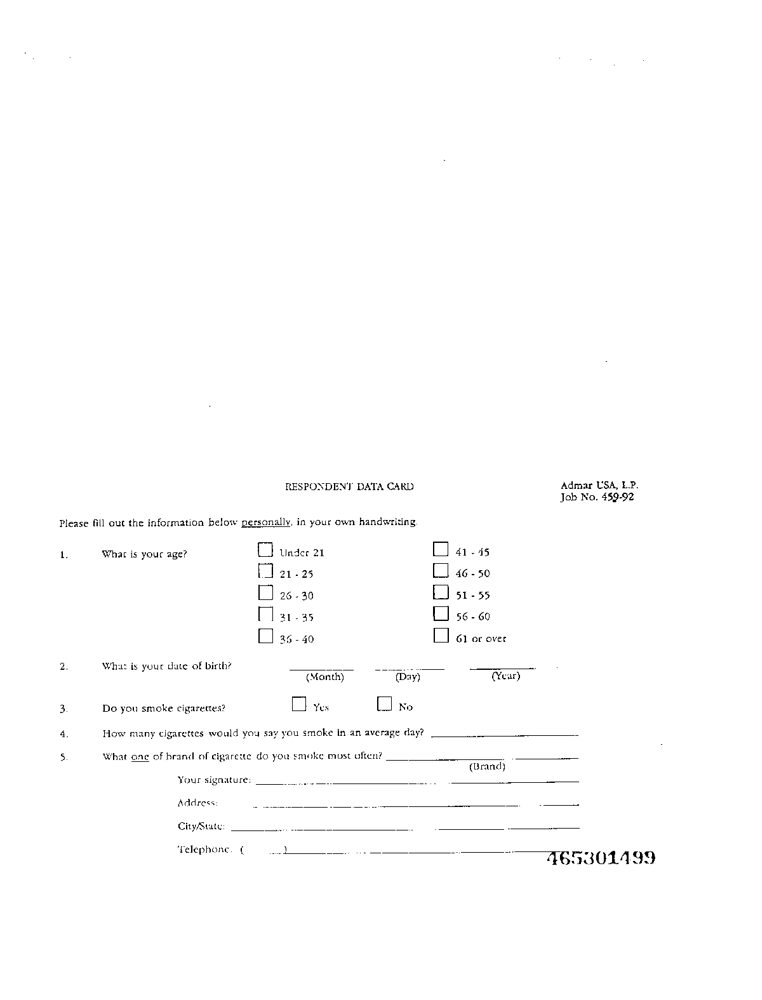 RESPONDENT DATA CARD
Admar USA, L.P.
Job No. 459-92
Please fill out the information below personally, in your own handwriting.
1. What is your age? Under 21 41 - 45
21 - 25 46 - 50
26 - 30 51 - 55
31 - 35 56 - 60
36 - 40 61 or over
2. What is your date of birth?
(Month) (Day) (Year)
3. Do you smoke cigarettes? Yes No
4. How many cigarettes would you say you smoke in an average day?
5. What one of brand of cigarette do you smoke most often?
(Brand)
Your signature:
Address:
City/State:
Telephone: ( )
465301499